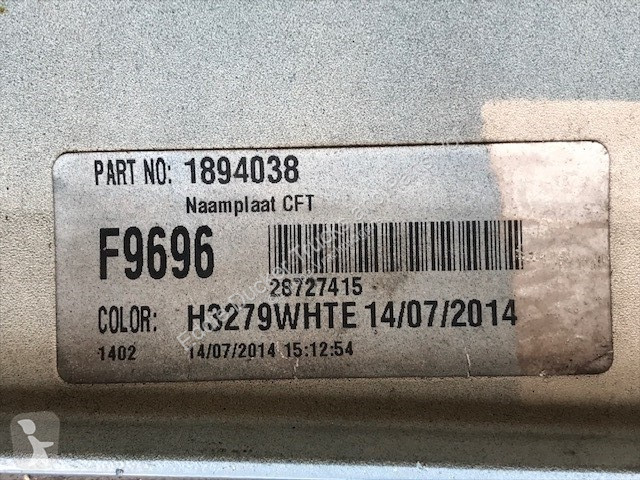 PART NO: 1894038
Naamplaat CFT
F9696
28727415
COLOR: H3279WHTE 14/07/2014
1402 14/07/2014 15:12:54